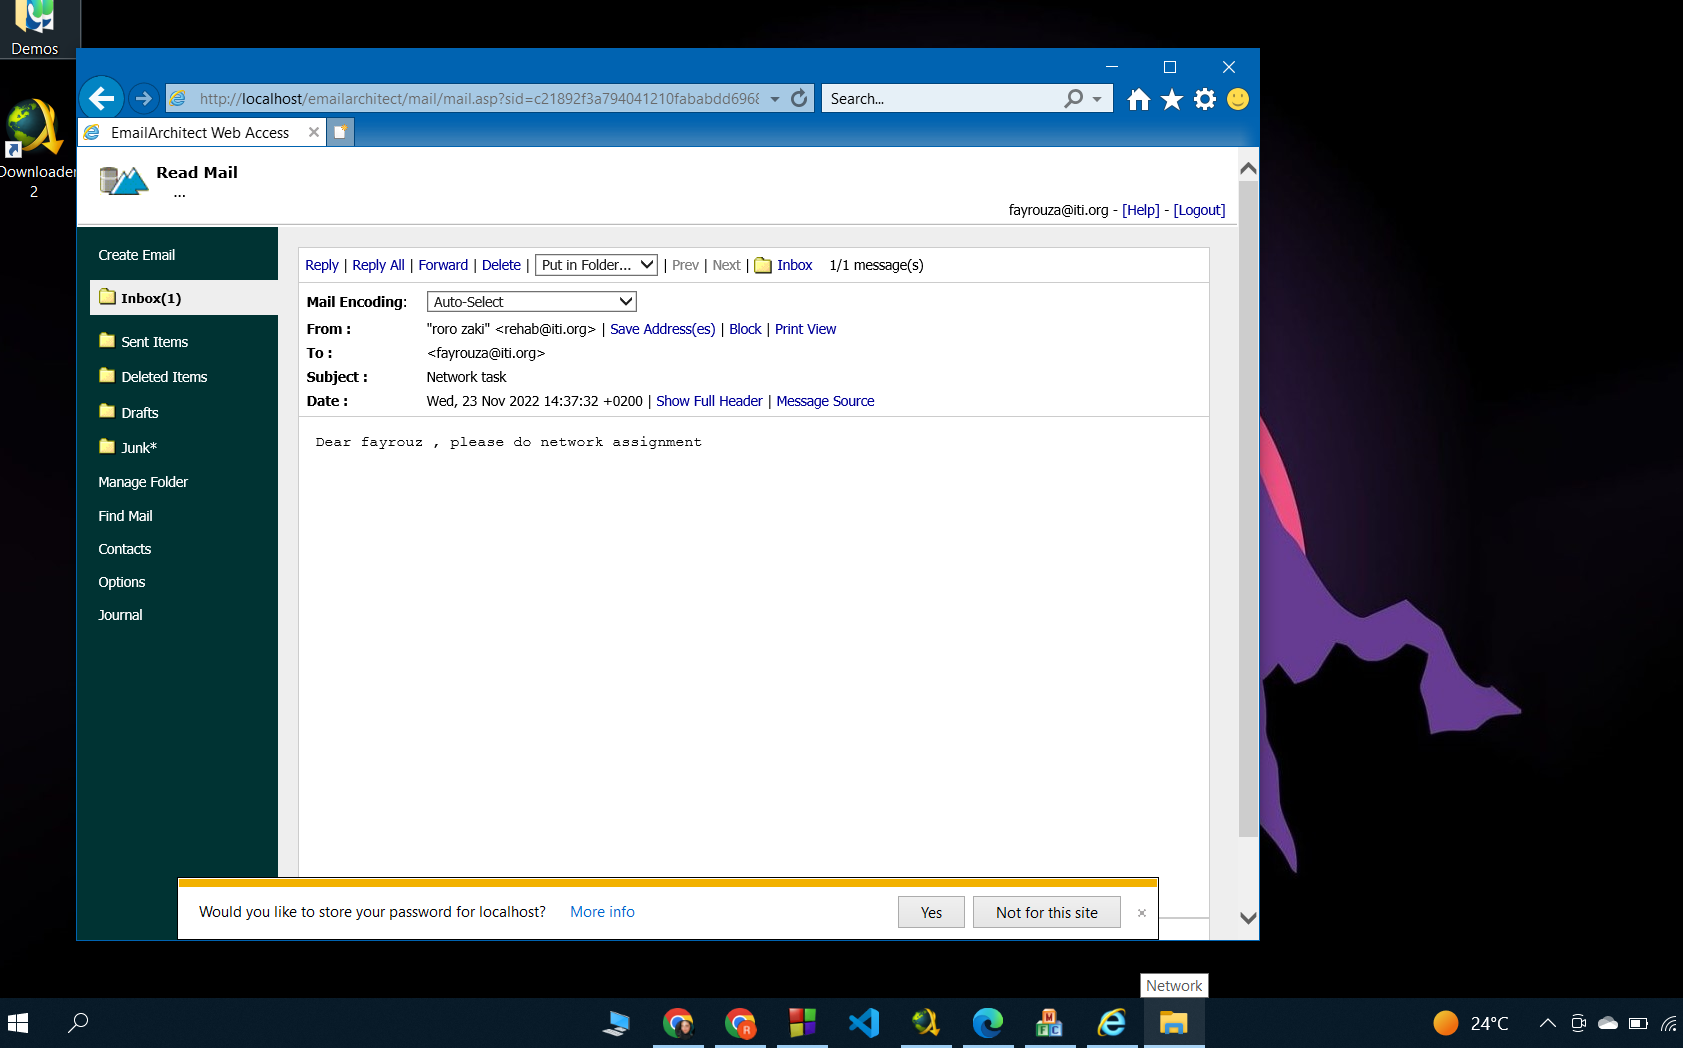 Demos
Downloader
2
http://localhost/emailarchitect/mail/mail.asp?sid=c21892f3a794041210fababdd696
Search...
EmailArchitect Web Access
Read Mail
...
fayrouza@iti.org - [Help] - [Logout]
Create Email
Inbox(1)
Sent Items
Deleted Items
Drafts
Junk*
Manage Folder
Find Mail
Contacts
Options
Journal
Reply | Reply All | Forward | Delete | Put in Folder... | Prev | Next | Inbox 1/1 message(s)
Mail Encoding: Auto-Select
From : "roro zaki" <rehab@iti.org> | Save Address(es) | Block | Print View
To : <fayrouza@iti.org>
Subject : Network task
Date : Wed, 23 Nov 2022 14:37:32 +0200 | Show Full Header | Message Source
Dear fayrouz , please do network assignment
Would you like to store your password for localhost? More info Yes Not for this site
Network
R
M
F C
24°C